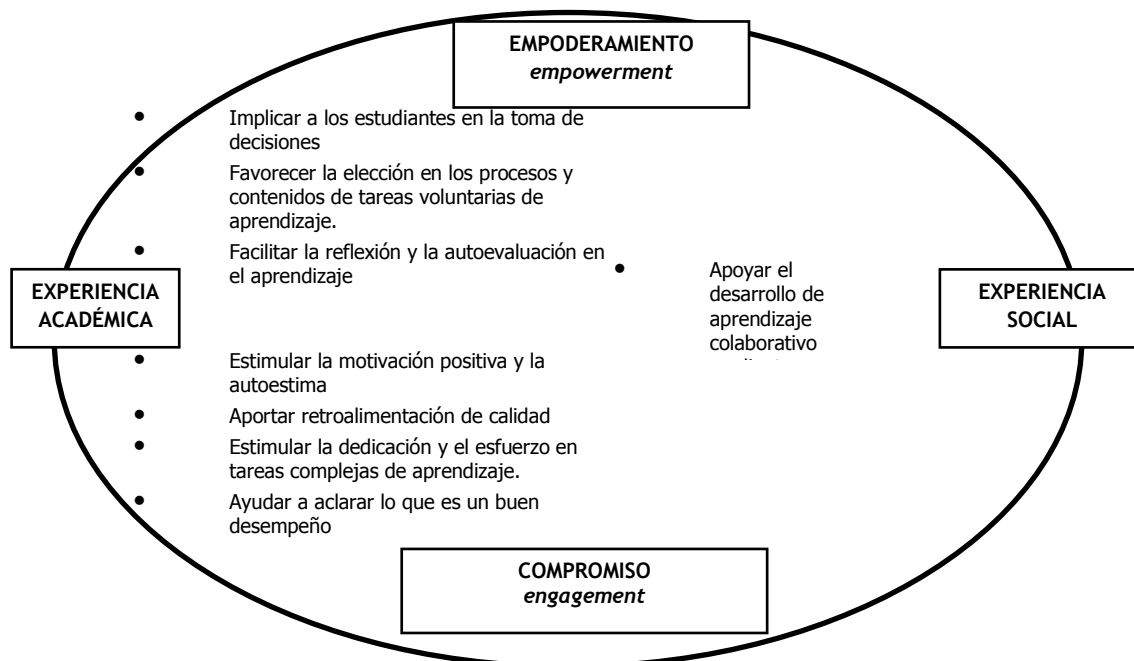 EMPODERAMIENTO
empowerment
• Implicar a los estudiantes en la toma de
decisiones
• Favorecer la elección en los procesos y
contenidos de tareas voluntarias de
aprendizaje.
• Facilitar la reflexión y la autoevaluación en
el aprendizaje
EXPERIENCIA
ACADÉMICA
• Apoyar el
desarrollo de
aprendizaje
colaborativo
EXPERIENCIA
SOCIAL
• Estimular la motivación positiva y la
autoestima
• Aportar retroalimentación de calidad
• Estimular la dedicación y el esfuerzo en
tareas complejas de aprendizaje.
• Ayudar a aclarar lo que es un buen
desempeño
COMPROMISO
engagement